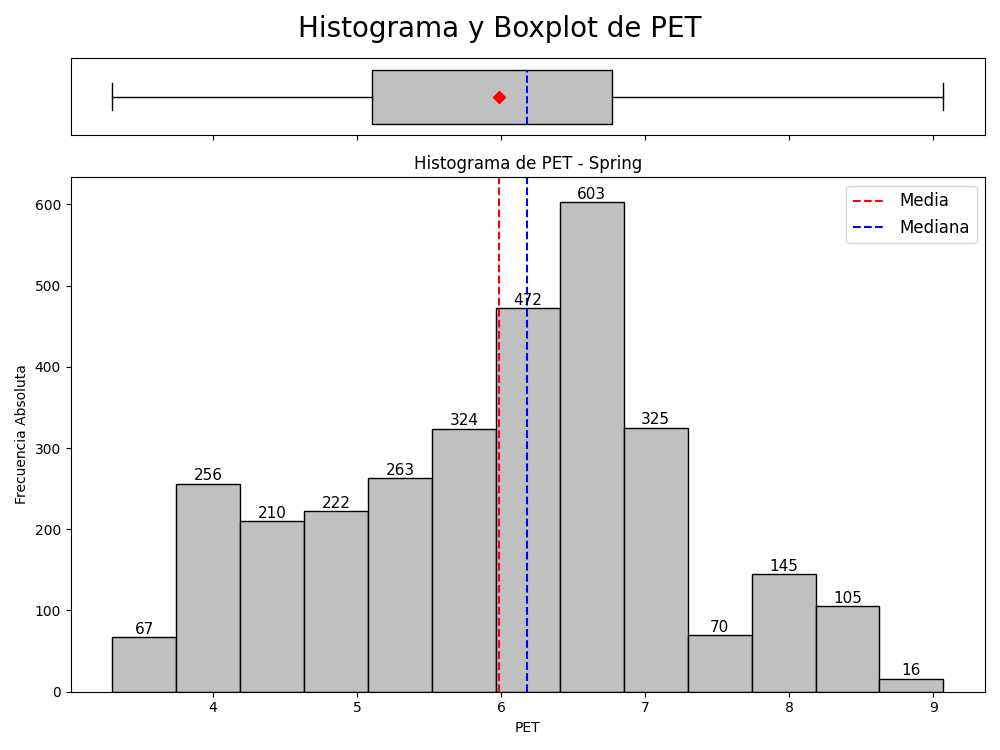 Histograma y Boxplot de PET
Histograma de PET - Spring
Media
Mediana
Frecuencia Absoluta
600
500
400
300
200
100
0
67
256
210
222
263
324
472
603
325
70
145
105
16
4 5 6 7 8 9
PET